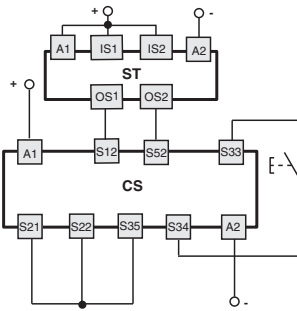 + -
A1 IS1 IS2 A2
ST
OS1 OS2
+
A1 S12 S52 S33
CS
S21 S22 S35 S34 A2
-